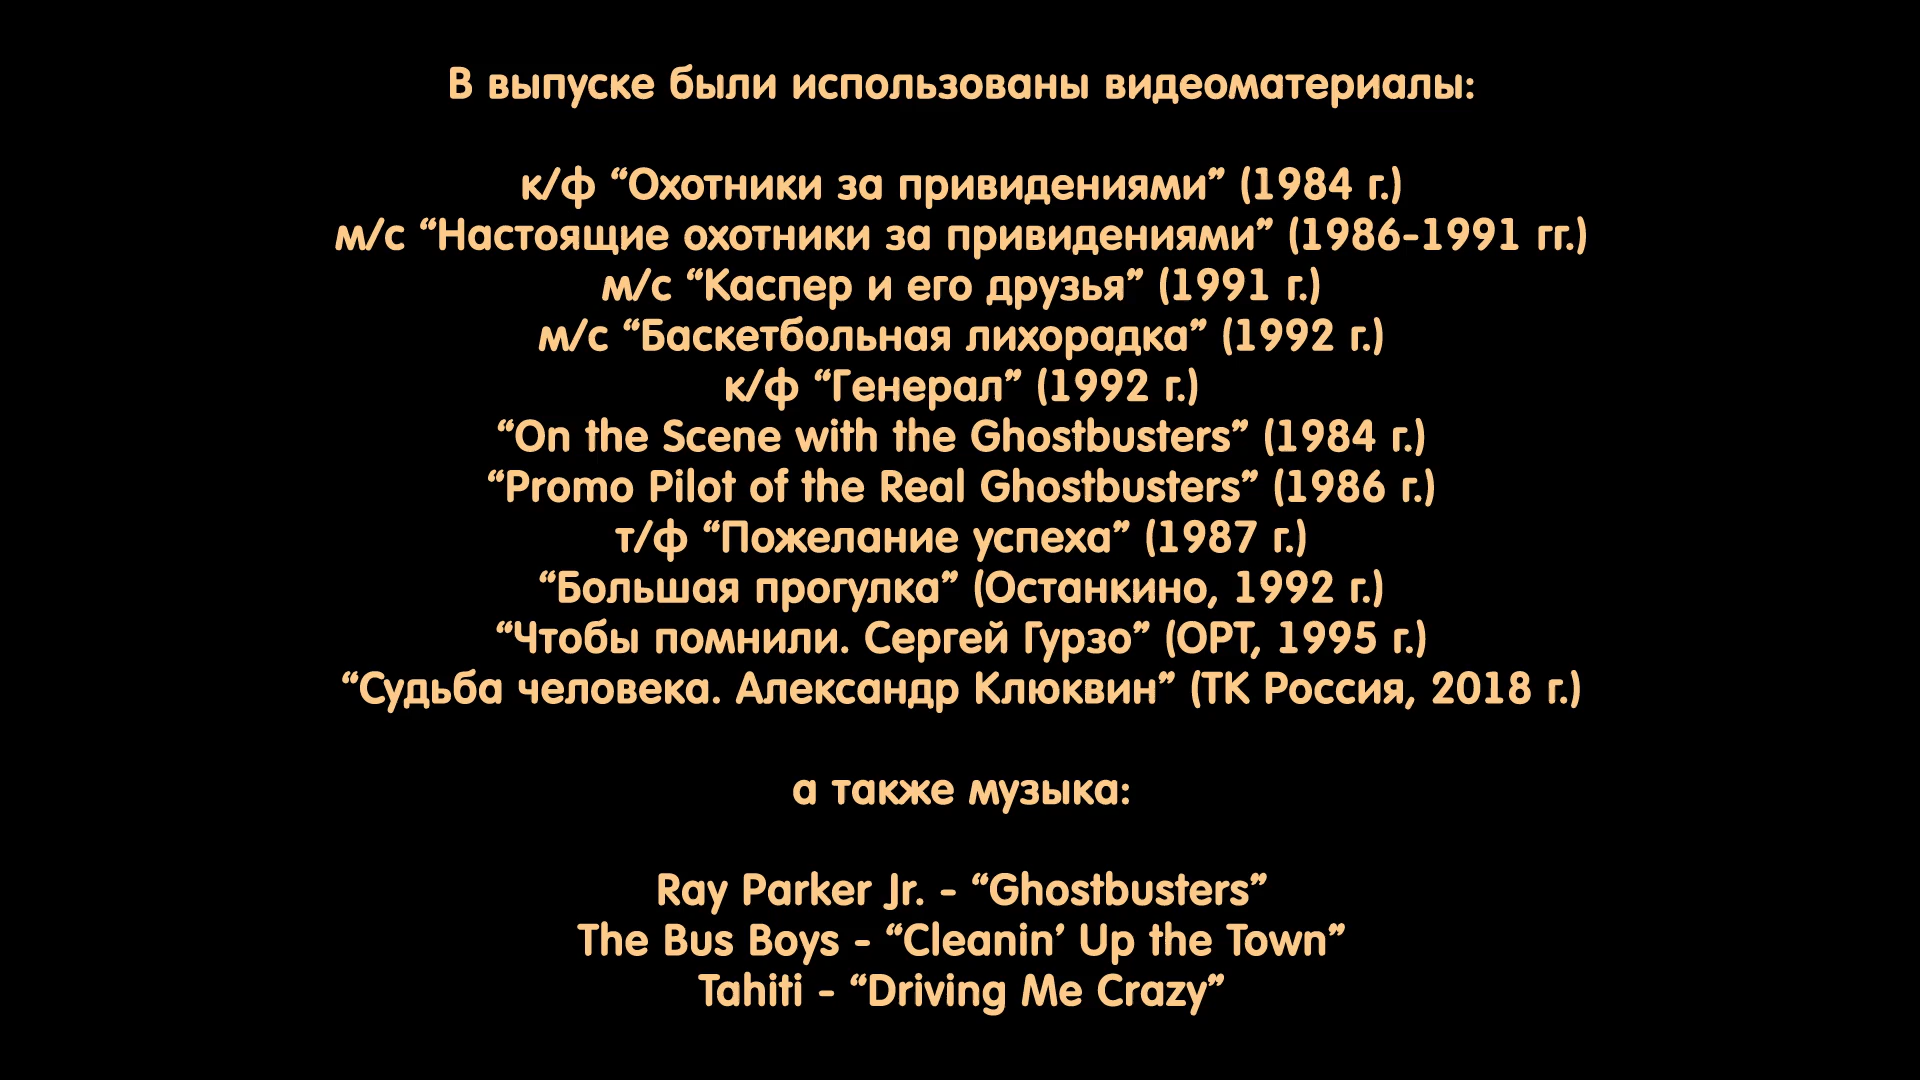 В выпуске были использованы видеоматериалы:
к/ф “Охотники за привидениями” (1984 г.)
м/с “Настоящие охотники за привидениями” (1986-1991 гг.)
м/с “Каспер и его друзья” (1991 г.)
м/с “Баскетбольная лихорадка” (1992 г.)
к/ф “Генерал” (1992 г.)
“On the Scene with the Ghostbusters” (1984 г.)
“Promo Pilot of the Real Ghostbusters” (1986 г.)
т/ф “Пожелание успеха” (1987 г.)
“Большая прогулка” (Останкино, 1992 г.)
“Чтобы помнили. Сергей Гурзо” (ОРТ, 1995 г.)
“Судьба человека. Александр Клюквин” (ТК Россия, 2018 г.)
а также музыка:
Ray Parker Jr. - “Ghostbusters”
The Bus Boys - “Cleanin’ Up the Town”
Tahiti - “Driving Me Crazy”